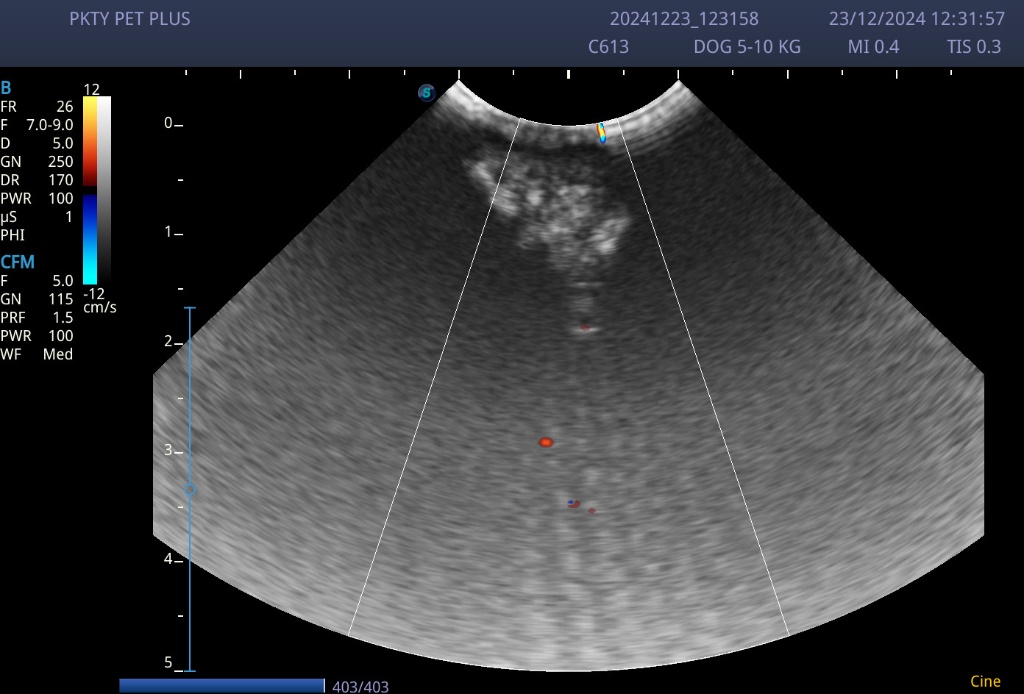 PKTY PET PLUS
20241223_123158 23/12/2024 12:31:57
C613 DOG 5-10 KG MI 0.4 TIS 0.3
B
FR 26
F 7.0-9.0
D 5.0
GN 250
DR 170
PWR 100
µS 1
PHI
CFM
F 5.0
GN 115
PRF 1.5
PWR 100
WF Med
12
-12
cm/s
S
0
1
2
3
4
5
403/403
Cine